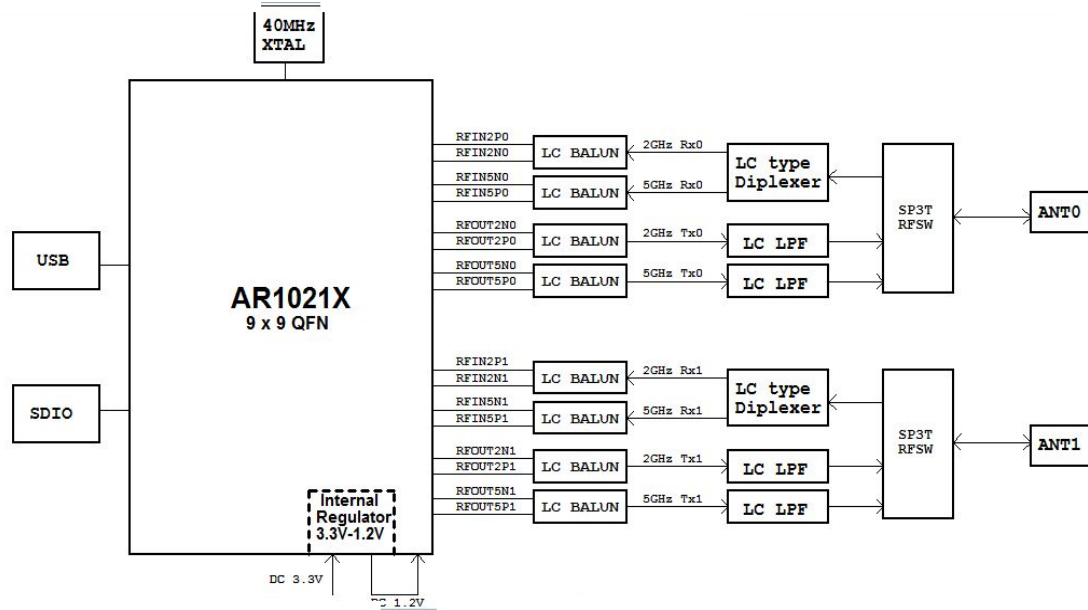 40MHz
XTAL
RFIN2P0
RFIN2N0
RFIN5N0
RFIN5P0
RFOUT2N0
RFOUT2P0
RFOUT5N0
RFOUT5P0
LC BALUN
LC BALUN
LC BALUN
LC BALUN
2GHz Rx0
5GHz Rx0
2GHz Tx0
5GHz Tx0
LC type
Diplexer
LC LPF
LC LPF
SP3T
RFSW
ANT0
USB
SDIO
AR1021X
9 x 9 QFN
RFIN2P1
RFIN2N1
RFIN5N1
RFIN5P1
RFOUT2N1
RFOUT2P1
RFOUT5N1
RFOUT5P1
LC BALUN
LC BALUN
LC BALUN
LC BALUN
2GHz Rx1
5GHz Rx1
2GHz Tx1
5GHz Tx1
LC type
Diplexer
LC LPF
LC LPF
SP3T
RFSW
ANT1
Internal
Regulator
3.3V-1.2V
DC 3.3V
DC 1.2V